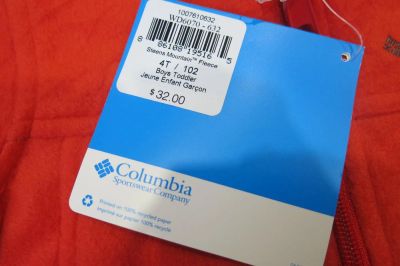 1007610632
WD6070 - 632
8 86108 19516 5
Steens Mountain™ Fleece
4T / 102
Boys Toddler
Jeune Enfant Garçon
$32.00
Columbia
Sportswear Company
Printed on 100% recycled paper
Imprimé sur papier 100% recyclé